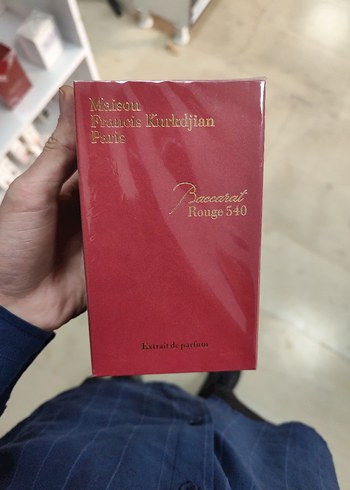 Maison
Francis Kurkdjian
Paris
Baccarat
Rouge 540
Extrait de parfum